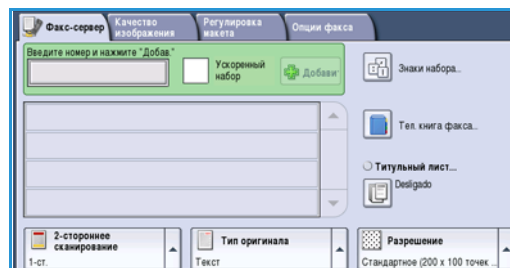 Факс-сервер
Качество
изображения
Регулировка
макета
Опции факса
Введите номер и нажмите "Добав."
Ускоренный
набор
Добави
Знаки набора...
Тел. книга факса...
Титульный лист...
Desligado
2-стороннее
сканирование
1-ст.
Тип оригинала
Текст
Разрешение
Стандартное (200 x 100 точек ...